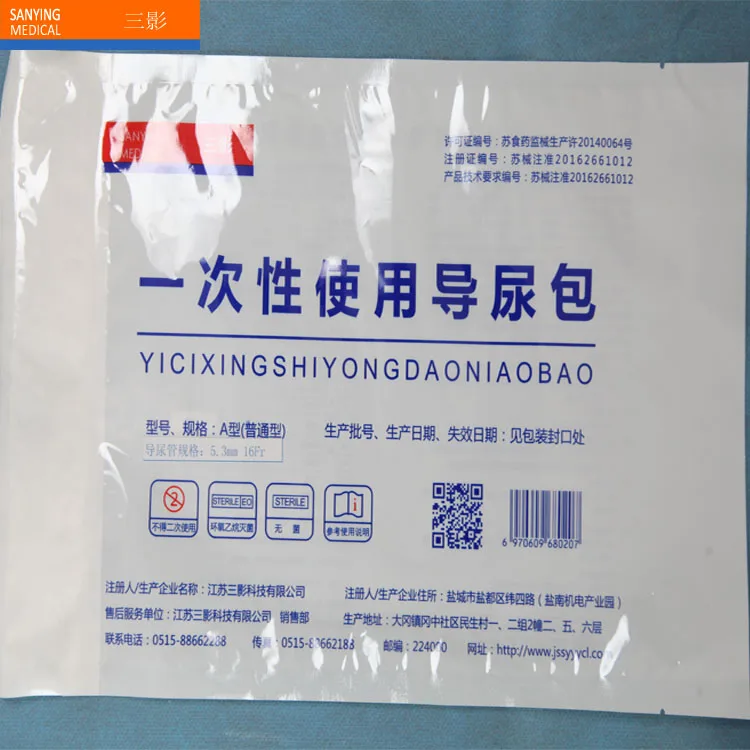 SANYING
MEDICAL
三影
许可证编号：苏食药监械生产许20140064号
注册证编号：苏械注准20162661012
产品技术要求编号：苏械注准20162661012
一次性使用导尿包
YICIXINGSHIYONGDAONIAOBAO
型号、规格：A型(普通型)
生产批号、生产日期、失效日期：见包装封口处
导尿管规格：5.3mm 16Fr
2
STERILE EO
STERILE
i
不得二次使用
环氧乙烷灭菌
无菌
参考使用说明
6 970609 680207
注册人/生产企业名称：江苏三影科技有限公司
注册人/生产企业住所：盐城市盐都区纬四路（盐南机电产业园）
售后服务单位：江苏三影科技有限公司 销售部
生产地址：大冈镇冈中社区民生村一、二组2幢二、五、六层
联系电话：0515-88662288
传真：0515-88662183
邮编：224000
网址：http://www.jssyyycl.com